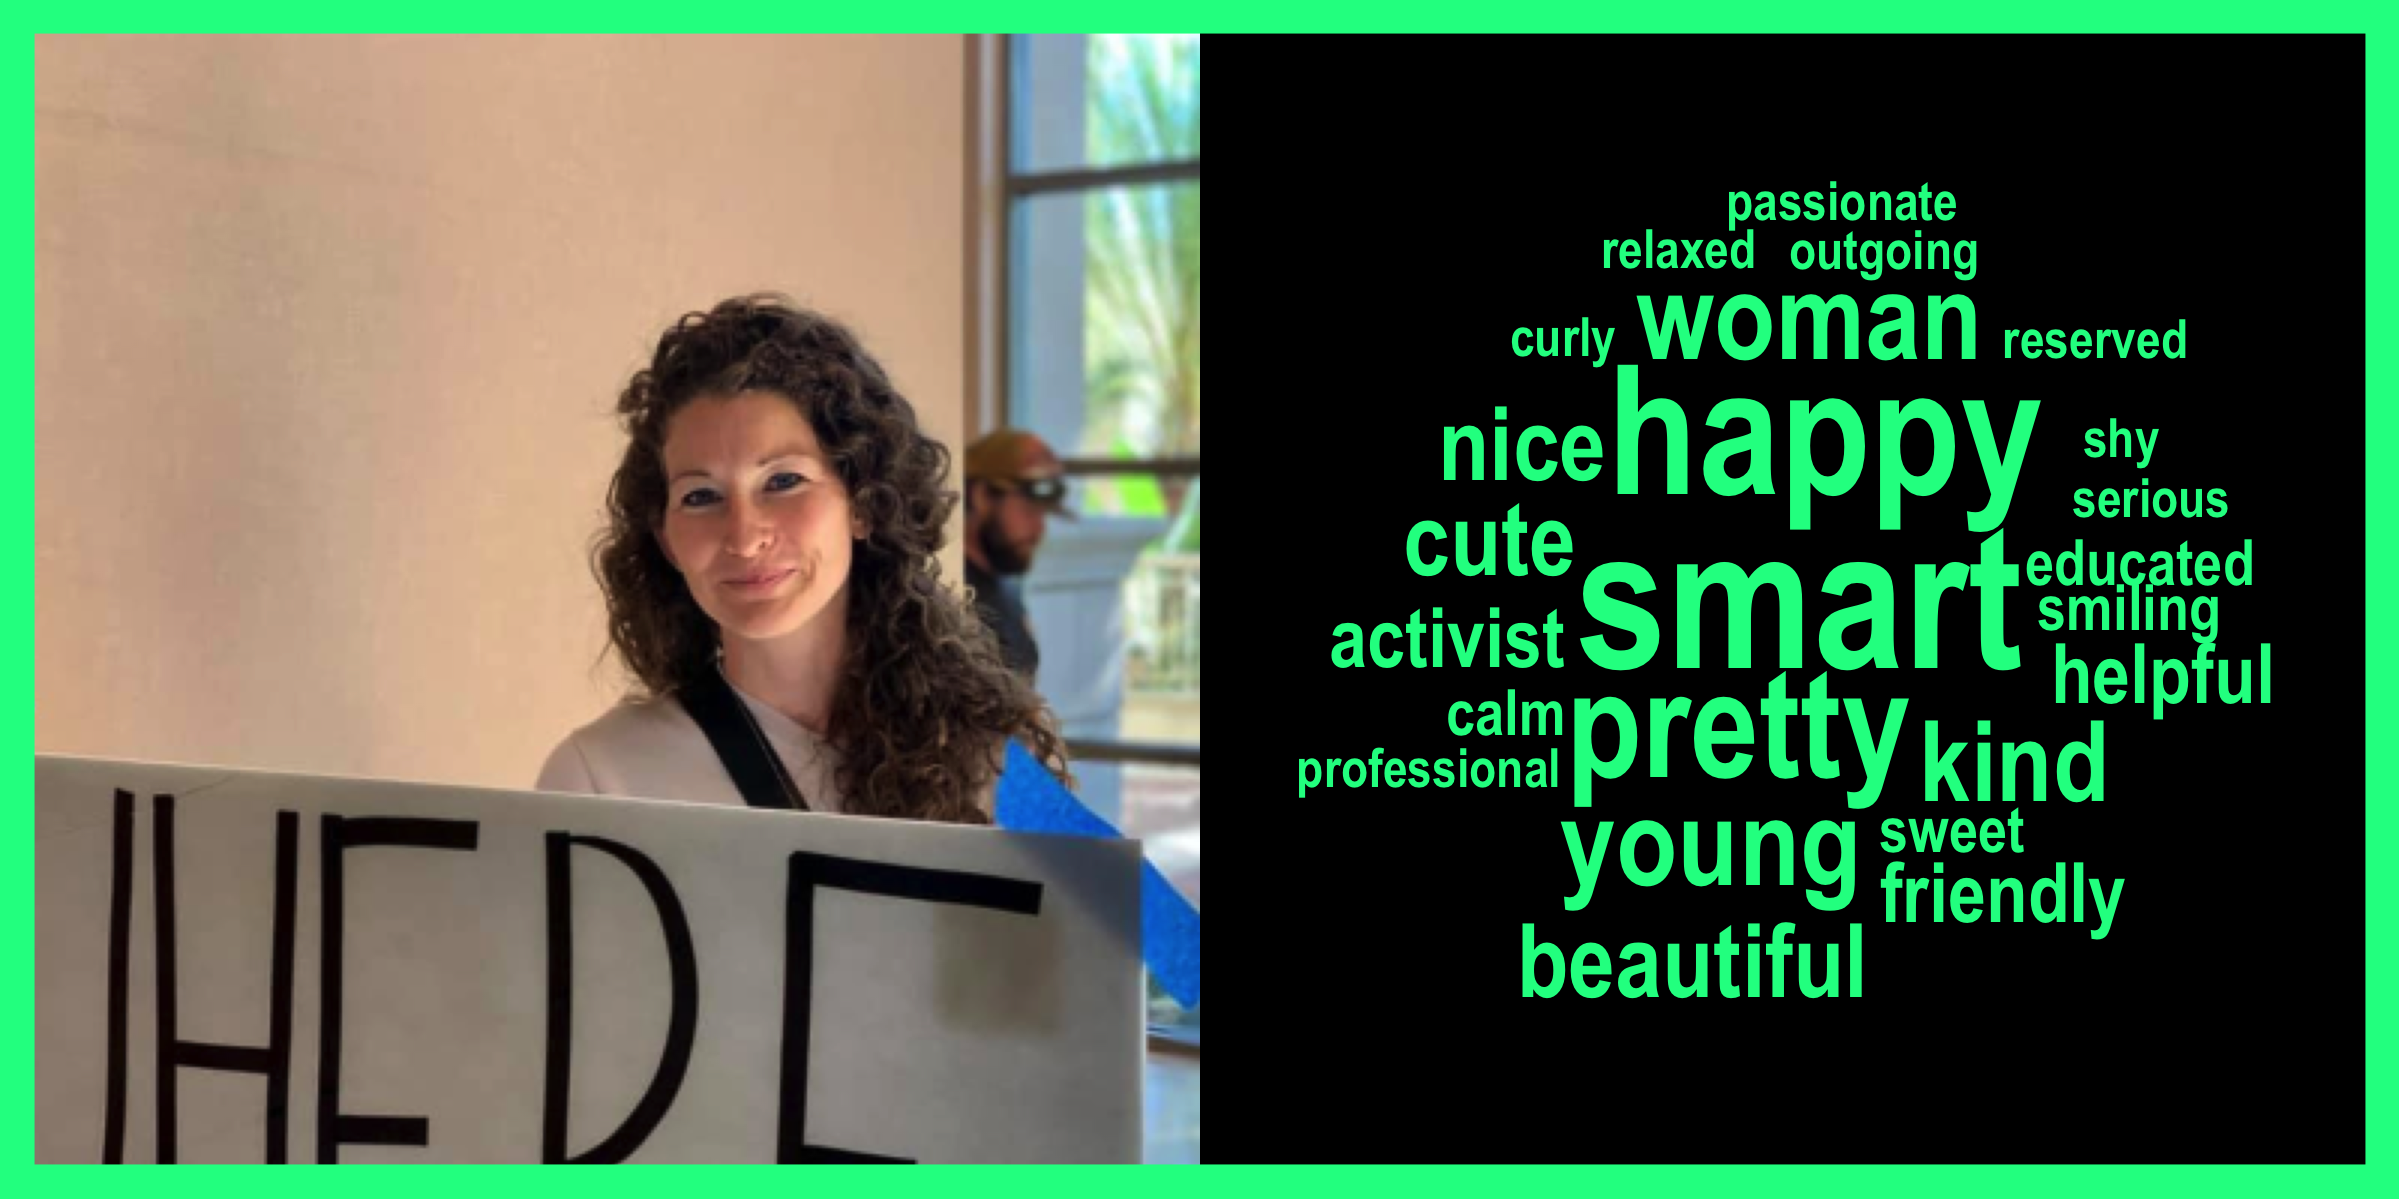 passionate
relaxed outgoing
curly woman reserved
nice happy shy
serious
cute
smart educated
smiling
activist
helpful
calm pretty
professional kind
young sweet
friendly
beautiful